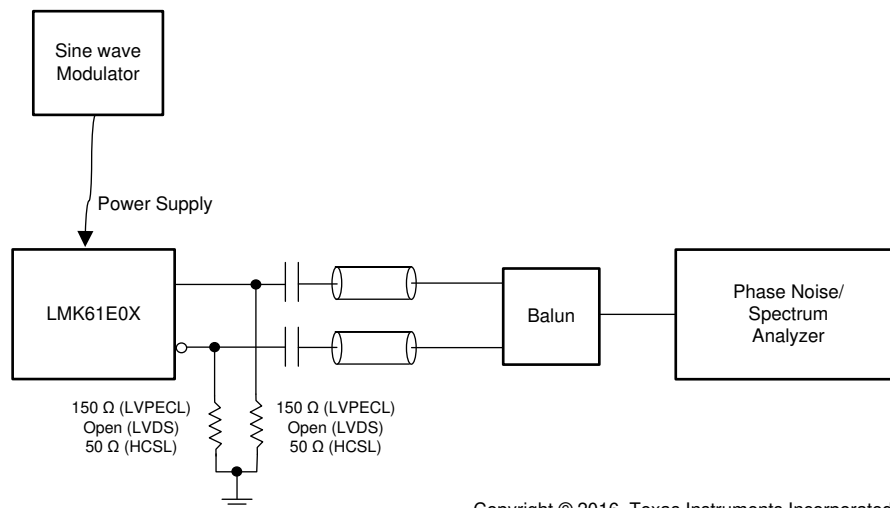 Sine wave
Modulator
Power Supply
LMK61E0X
Balun
Phase Noise/
Spectrum
Analyzer
150 Ω (LVPECL)
Open (LVDS)
50 Ω (HCSL)
150 Ω (LVPECL)
Open (LVDS)
50 Ω (HCSL)
Copyright © 2016, Texas Instruments Incorporated